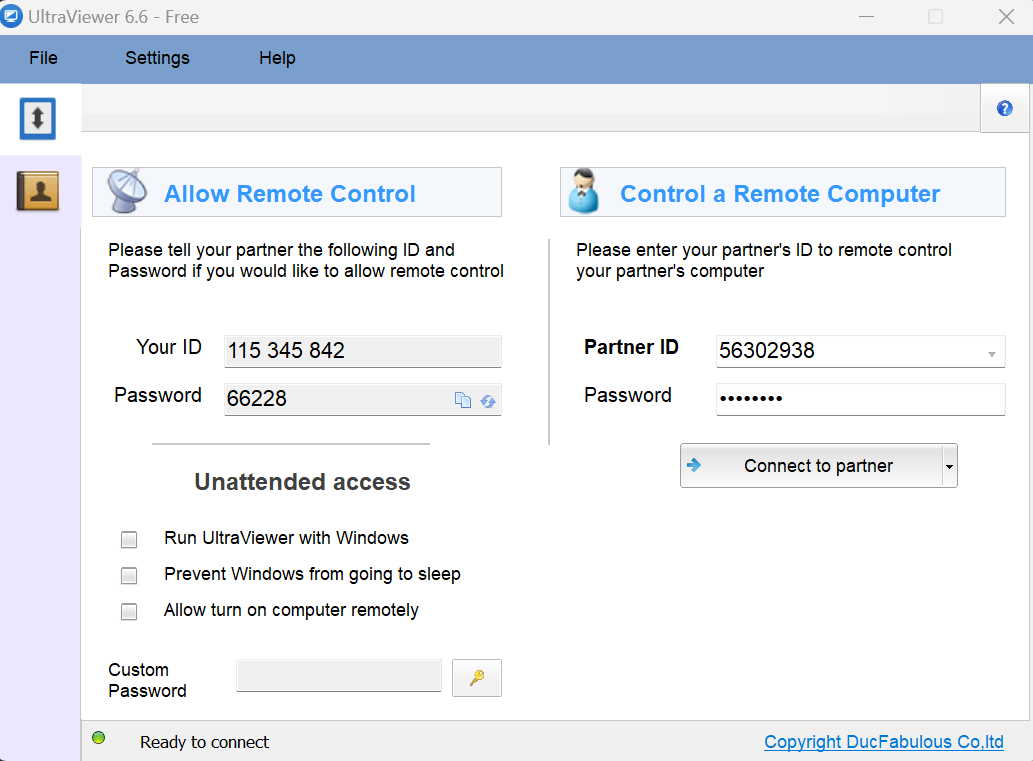 UltraViewer 6.6 - Free
File Settings Help
Allow Remote Control
Please tell your partner the following ID and
Password if you would like to allow remote control
Your ID 115 345 842
Password 66228
Unattended access
Run UltraViewer with Windows
Prevent Windows from going to sleep
Allow turn on computer remotely
Custom
Password
Control a Remote Computer
Please enter your partner's ID to remote control
your partner's computer
Partner ID 56302938
Password ••••••••
Connect to partner
Ready to connect
Copyright DucFabulous Co,ltd